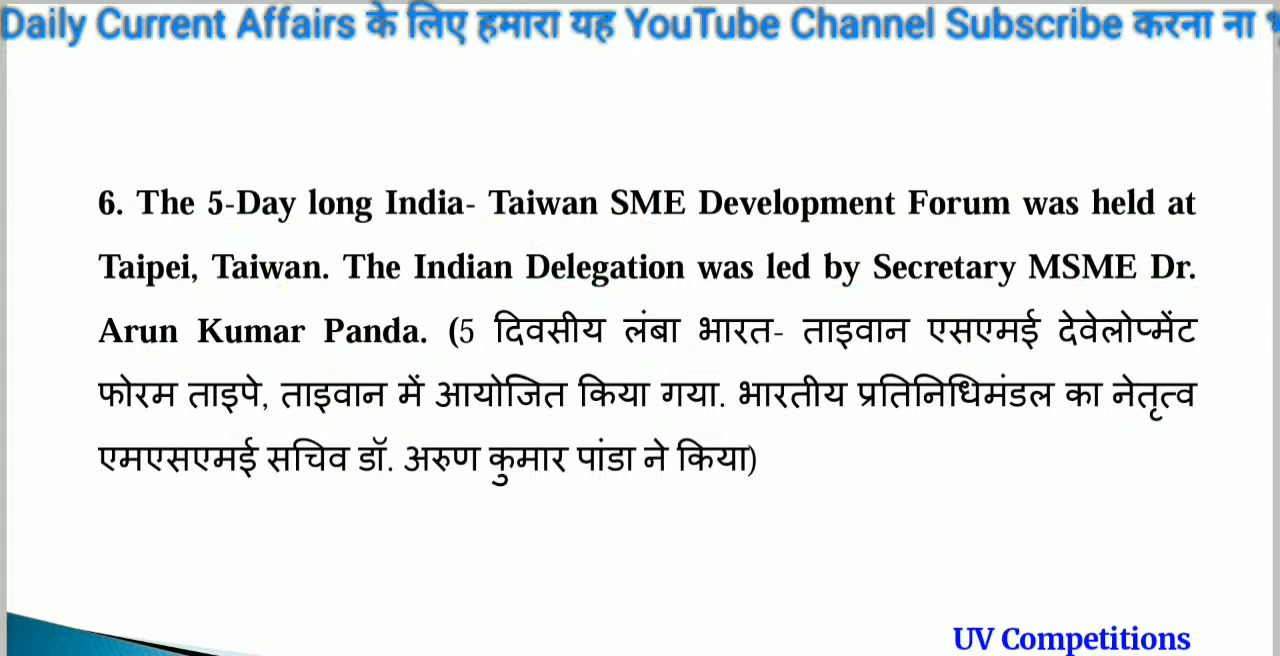 Daily Current Affairs के लिए हमारा यह YouTube Channel Subscribe करना ना
6. The 5-Day long India- Taiwan SME Development Forum was held at
Taipei, Taiwan. The Indian Delegation was led by Secretary MSME Dr.
Arun Kumar Panda. (5 दिवसीय लंबा भारत- ताइवान एसएमई देवेलोप्मेंट
फोरम ताइपे, ताइवान में आयोजित किया गया. भारतीय प्रतिनिधिमंडल का नेतृत्व
एमएसएमई सचिव डॉ. अरुण कुमार पांडा ने किया)
UV Competitions